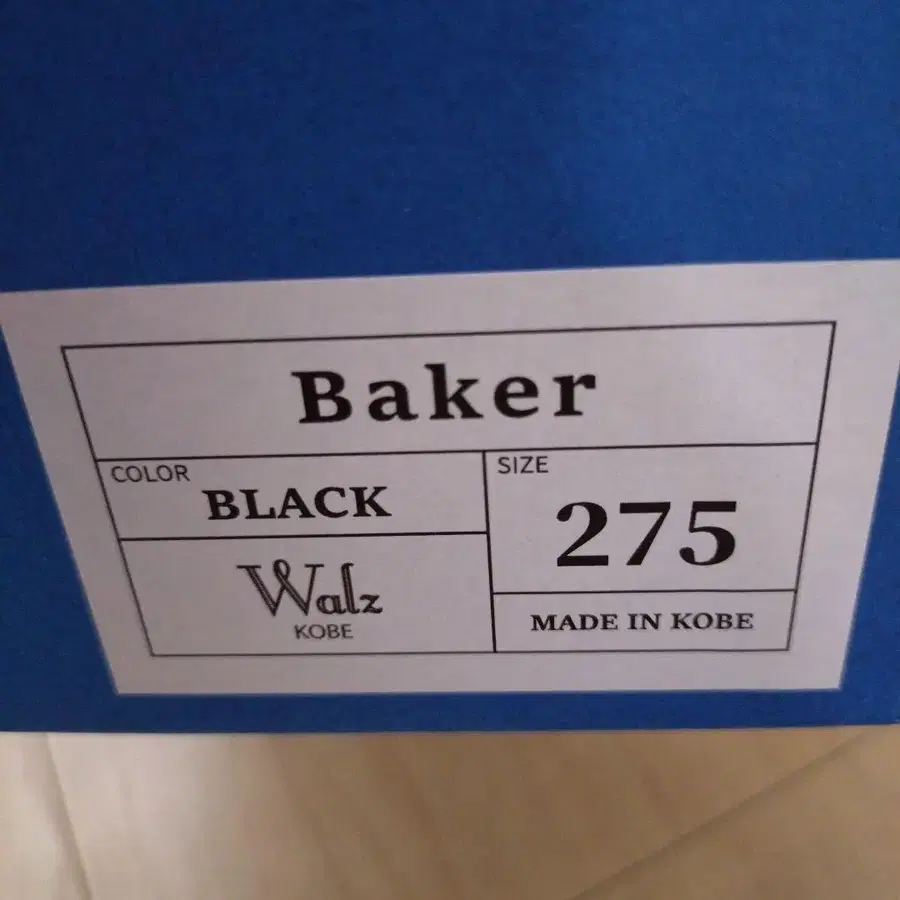 Baker
COLOR
BLACK
SIZE
275
Walz
KOBE
MADE IN KOBE